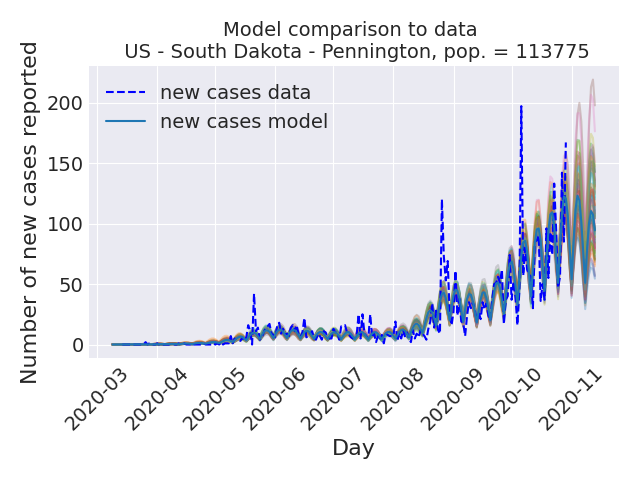 Model comparison to data
US - South Dakota - Pennington, pop. = 113775
Number of new cases reported
200
150
100
50
0
new cases data
new cases model
2020-03
2020-04
2020-05
2020-06
2020-07
2020-08
2020-09
2020-10
2020-11
Day